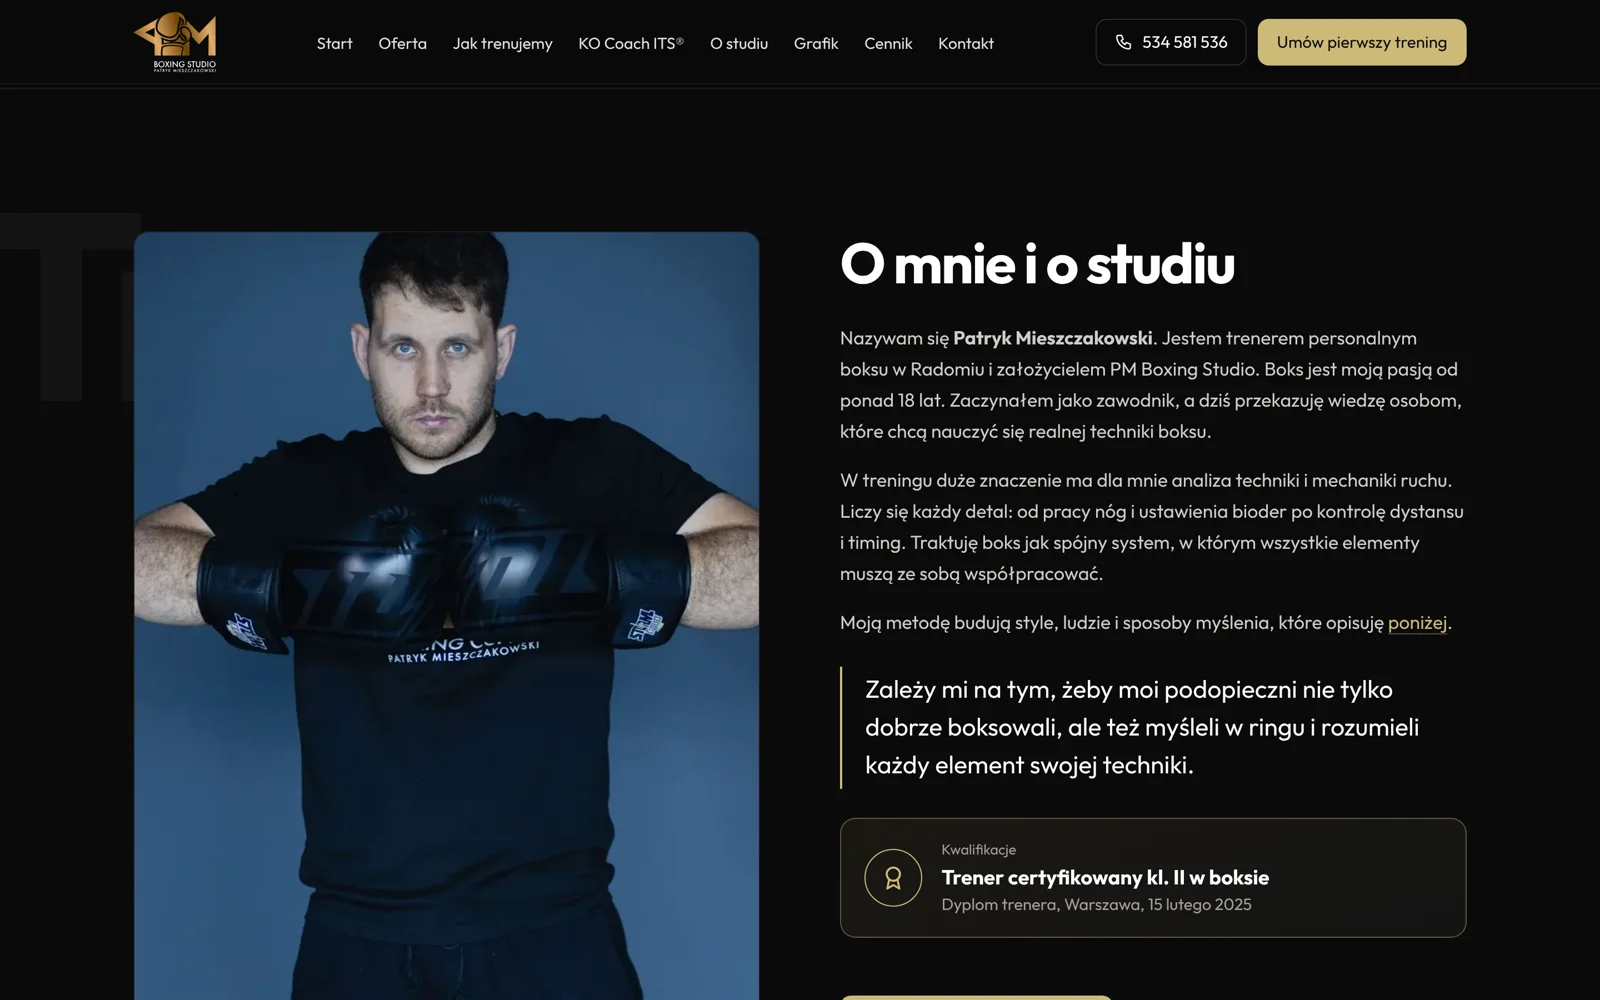 PM
BOXING STUDIO
PATRYK MIESZCZAKOWSKI
Start
Oferta
Jak trenujemy
KO Coach ITS®
O studiu
Grafik
Cennik
Kontakt
534 581 536
Umów pierwszy trening
T
PATRYK MIESZCZAKOWSKI
O mnie i o studiu
Nazywam się Patryk Mieszczakowski. Jestem trenerem personalnym
boksu w Radomiu i założycielem PM Boxing Studio. Boks jest moją pasją od
ponad 18 lat. Zaczynałem jako zawodnik, a dziś przekazuję wiedzę osobom,
które chcą nauczyć się realnej techniki boksu.
W treningu duże znaczenie ma dla mnie analiza techniki i mechaniki ruchu.
Liczy się każdy detal: od pracy nóg i ustawienia bioder po kontrolę dystansu
i timing. Traktuję boks jak spójny system, w którym wszystkie elementy
muszą ze sobą współpracować.
Moją metodę budują style, ludzie i sposoby myślenia, które opisuję poniżej.
Zależy mi na tym, żeby moi podopieczni nie tylko
dobrze boksowali, ale też myśleli w ringu i rozumieli
każdy element swojej techniki.
Kwalifikacje
Trener certyfikowany kl. II w boksie
Dyplom trenera, Warszawa, 15 lutego 2025